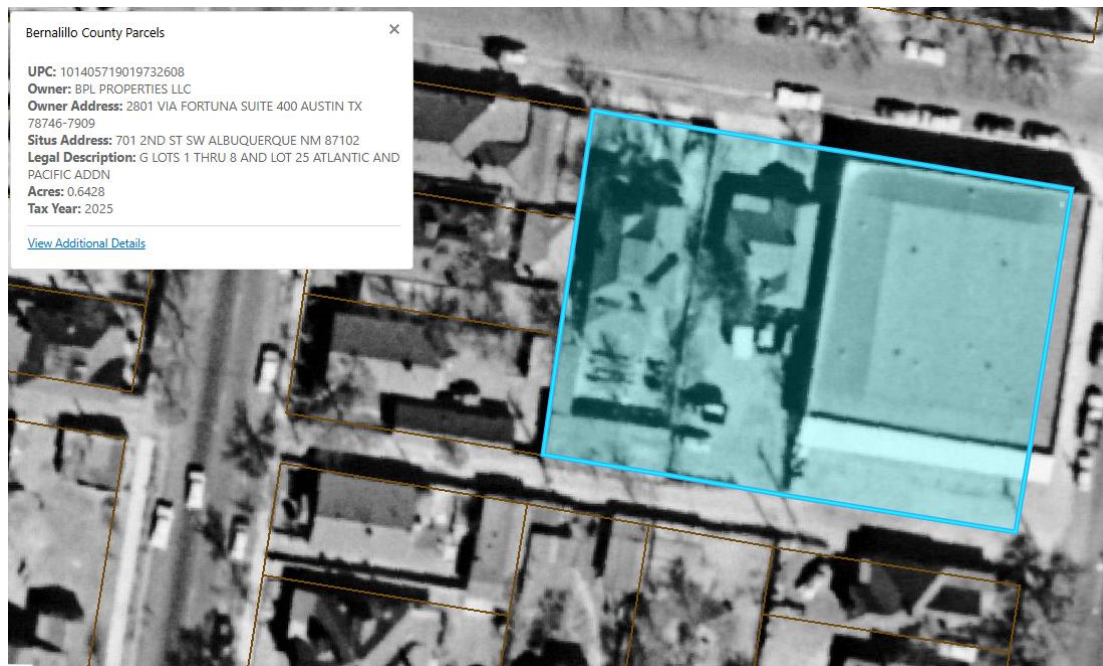 Bernalillo County Parcels
UPC: 101405719019732608
Owner: BPL PROPERTIES LLC
Owner Address: 2801 VIA FORTUNA SUITE 400 AUSTIN TX
78746-7909
Situs Address: 701 2ND ST SW ALBUQUERQUE NM 87102
Legal Description: G LOTS 1 THRU 8 AND LOT 25 ATLANTIC AND
PACIFIC ADDN
Acres: 0.6428
Tax Year: 2025
View Additional Details